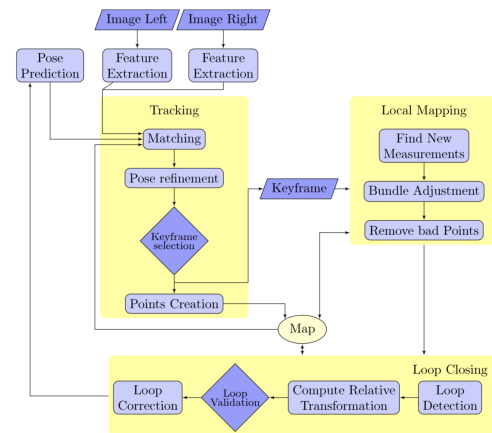 Image Left
Image Right
Pose
Prediction
Feature
Extraction
Feature
Extraction
Tracking
Matching
Pose refinement
Keyframe
selection
Points Creation
Keyframe
Local Mapping
Find New
Measurements
Bundle Adjustment
Remove bad Points
Map
Loop Closing
Loop
Correction
Loop
Validation
Compute Relative
Transformation
Loop
Detection